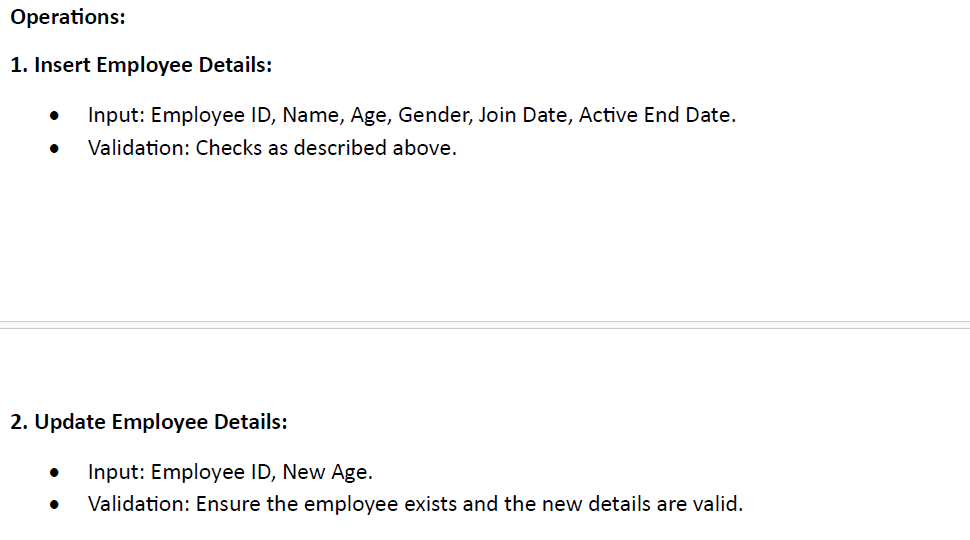 Operations:
1. Insert Employee Details:
• Input: Employee ID, Name, Age, Gender, Join Date, Active End Date.
• Validation: Checks as described above.
2. Update Employee Details:
• Input: Employee ID, New Age.
• Validation: Ensure the employee exists and the new details are valid.